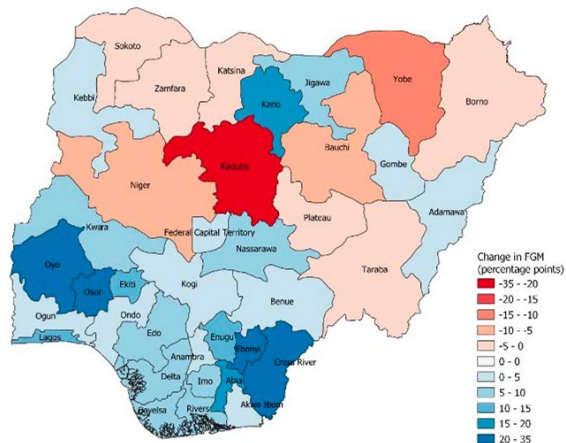 Sokoto
Katsina
Zamfara
Kebbi
Jigawa
Kano
Yobe
Borno
Kaduna
Bauchi
Gombe
Niger
Adamawa
Plateau
Kwara
Federal Capital Territory
Nassarawa
Taraba
Oyo
Osun
Ekiti
Kogi
Benue
Ogun
Ondo
Lagos
Edo
Enugu
Ebonyi
Anambra
Cross River
Delta
Imo
Abia
Bayelsa
Rivers
Akwa Ibom
Change in FGM
(percentage points)
-35 - -20
-20 - -15
-15 - -10
-10 - -5
-5 - 0
0 - 0
0 - 5
5 - 10
10 - 15
15 - 20
20 - 35